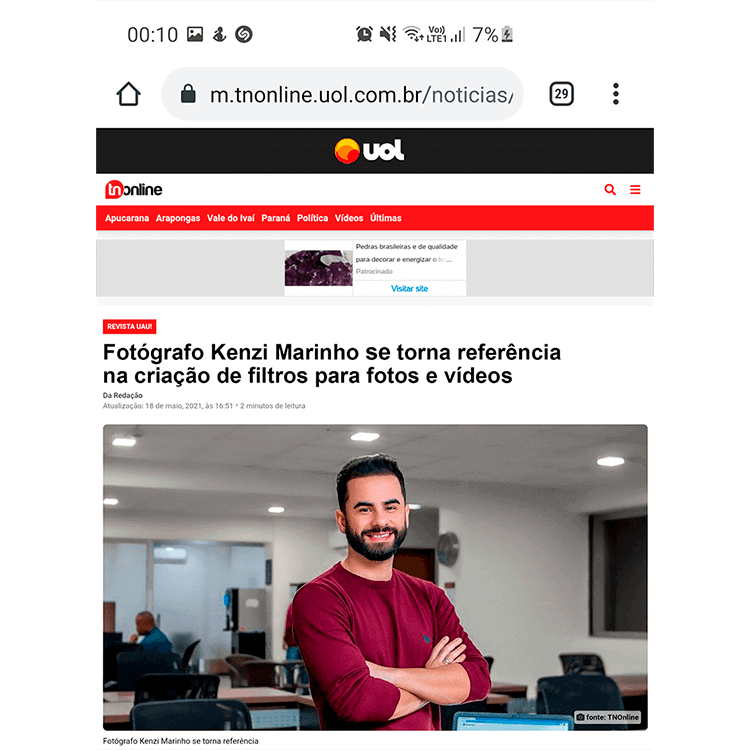 00:10
Vo))
LTE1
7%
m.tnonline.uol.com.br/noticias/
29
uol
tnonline
Apucarana Arapongas Vale do Ivaí Paraná Política Vídeos Últimas
Pedras brasileiras e de qualidade
para decorar e energizar o lo....
Patrocinado
Visitar site
REVISTA UAU!
Fotógrafo Kenzi Marinho se torna referência
na criação de filtros para fotos e vídeos
Da Redação
Atualização: 18 de maio, 2021, às 16:51 • 2 minutos de leitura
fonte: TNOnline
Fotógrafo Kenzi Marinho se torna referência